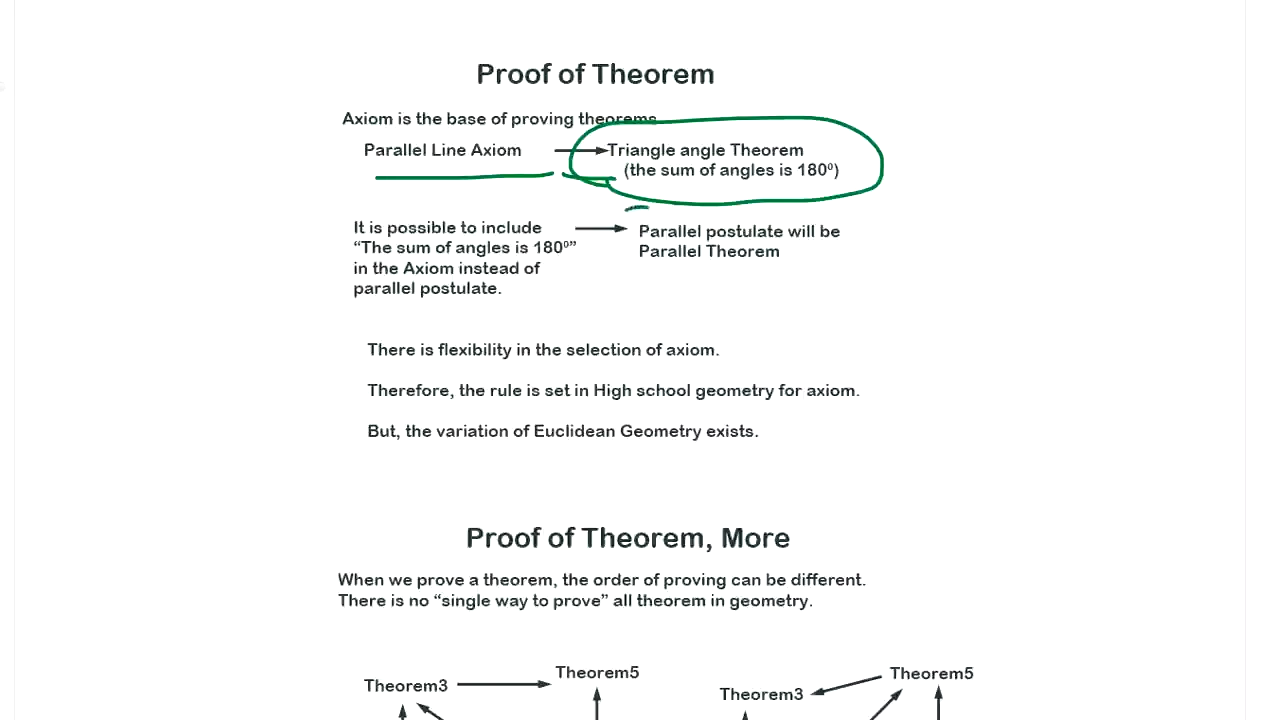 Proof of Theorem
Axiom is the base of proving theorems
Parallel Line Axiom
Triangle angle Theorem
(the sum of angles is 180⁰)
It is possible to include
“The sum of angles is 180⁰”
in the Axiom instead of
parallel postulate.
Parallel postulate will be
Parallel Theorem
There is flexibility in the selection of axiom.
Therefore, the rule is set in High school geometry for axiom.
But, the variation of Euclidean Geometry exists.
Proof of Theorem, More
When we prove a theorem, the order of proving can be different.
There is no “single way to prove” all theorem in geometry.
Theorem3
Theorem5
Theorem3
Theorem5